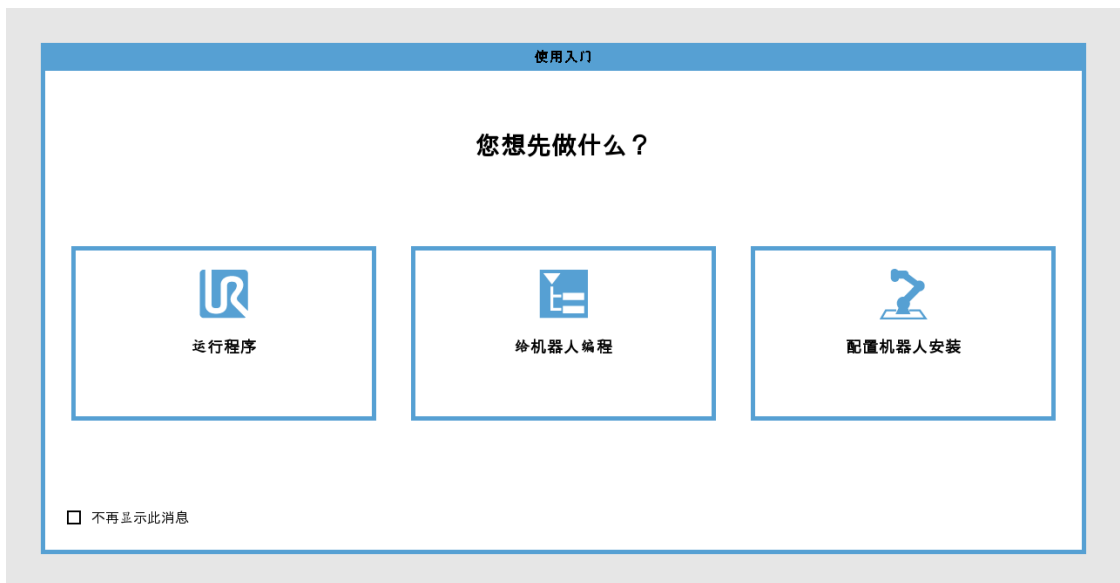 使用入门
您想先做什么？
UR
运行程序
给机器人编程
配置机器人安装
不再显示此消息